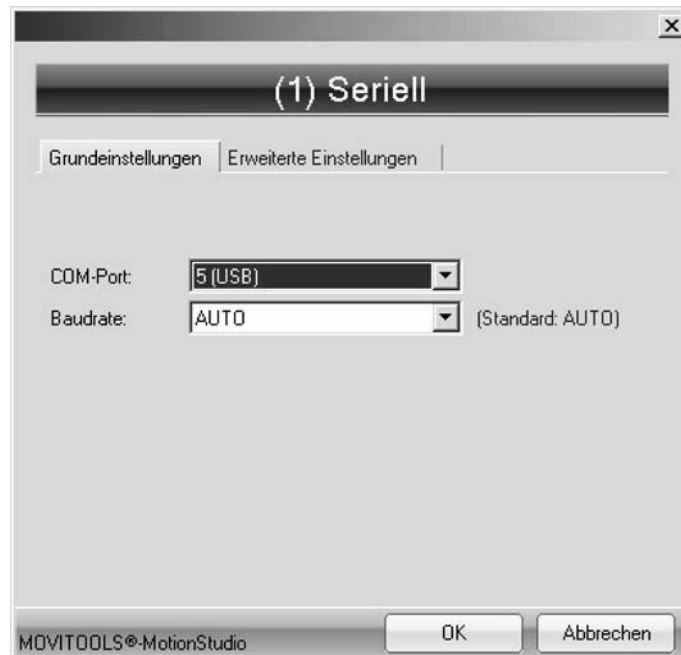 (1) Seriell
Grundeinstellungen Erweiterte Einstellungen
COM-Port: 5 (USB)
Baudrate: AUTO (Standard: AUTO)
MOVITOOLS®-MotionStudio OK Abbrechen